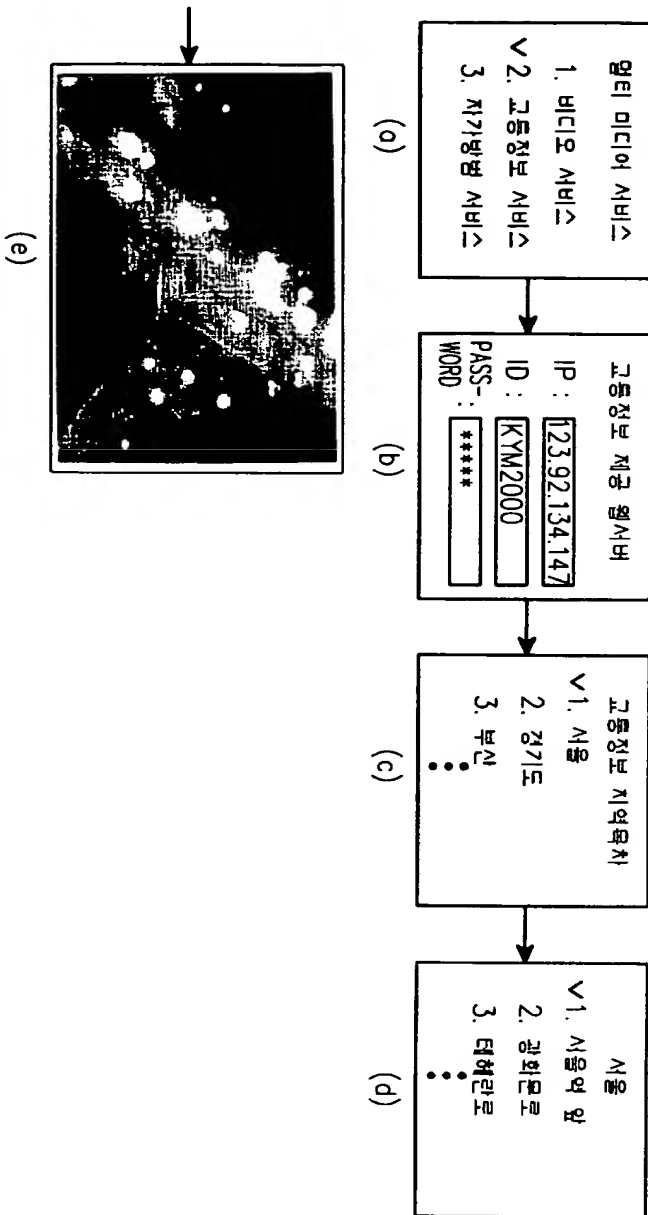 멀티 미디어 서비스
1. 비디오 서비스
✓2. 교통정보 서비스
3. 자가방범 서비스
(a)
교통정보 제공 웹서버
IP : 123.92.134.147
ID : KYM2000
PASS-
WORD : *****
(b)
교통정보 지역목차
✓1. 서울
2. 경기도
3. 부산
•••
(c)
서울
✓1. 서울역 앞
2. 광화문로
3. 테헤란로
•••
(d)
(e)